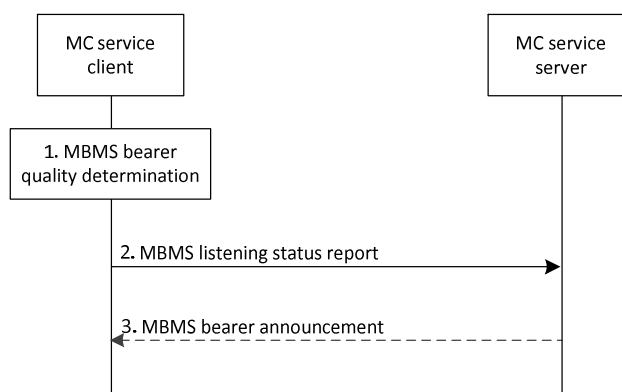 MC service
client
MC service
server
1. MBMS bearer
quality determination
2. MBMS listening status report
3. MBMS bearer announcement